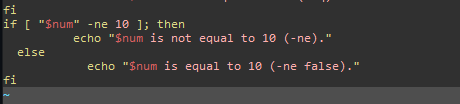 fi
if [ "$num" -ne 10 ]; then
        echo "$num is not equal to 10 (-ne)."
  else
          echo "$num is equal to 10 (-ne false)."
fi
~